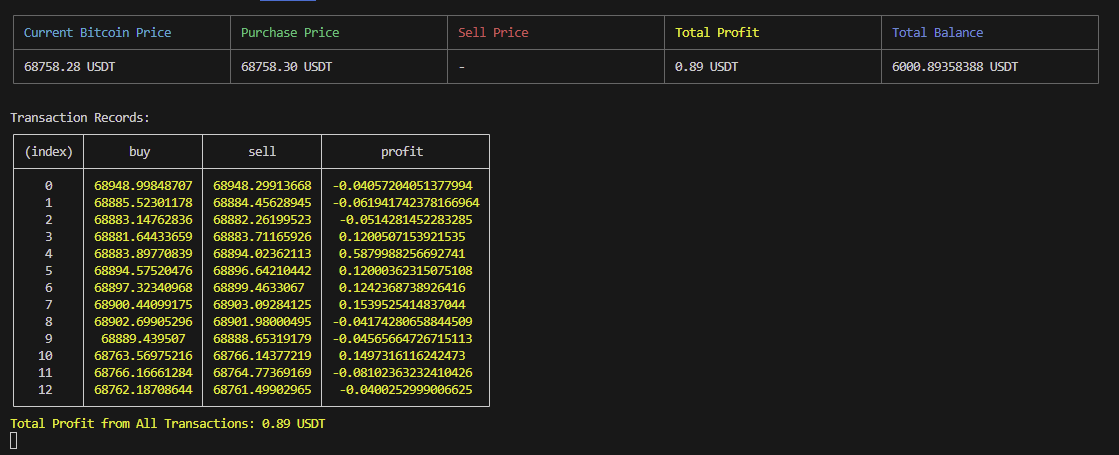 Current Bitcoin Price Purchase Price Sell Price Total Profit Total Balance
68758.28 USDT 68758.30 USDT - 0.89 USDT 6000.89358388 USDT
Transaction Records:
(index) buy sell profit
0 68948.99848707 68948.29913668 -0.04057204051377994
1 68885.52301178 68884.45628945 -0.061941742378166964
2 68883.14762836 68882.26199523 -0.0514281452283285
3 68881.64433659 68883.71165926 0.1200507153921535
4 68883.89770839 68894.02362113 0.5879988256692741
5 68894.57520476 68896.64210442 0.12000362315075108
6 68897.32340968 68899.4633067 0.1242368738926416
7 68900.44099175 68903.09284125 0.1539525414837044
8 68902.69905296 68901.98000495 -0.04174280658844509
9 68889.439507 68888.65319179 -0.04565664726715113
10 68763.56975216 68766.14377219 0.1497316116242473
11 68766.16661284 68764.77369169 -0.08102363232410426
12 68762.18708644 68761.49902965 -0.0400252999006625
Total Profit from All Transactions: 0.89 USDT